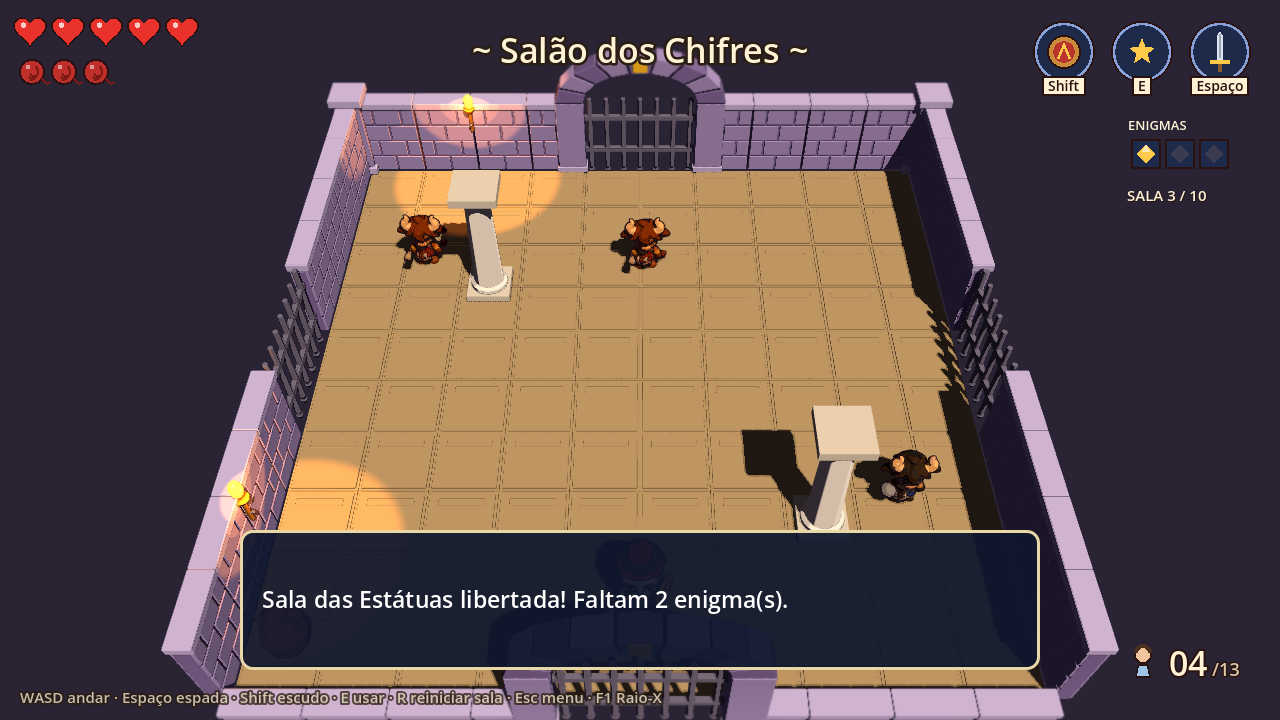 ~ Salão dos Chifres ~
Shift
E
Espaço
ENIGMAS
SALA 3 / 10
Sala das Estátuas libertada! Faltam 2 enigma(s).
04 /13
WASD andar · Espaço espada · Shift escudo · E usar · R reiniciar sala · Esc menu · F1 Raio-X